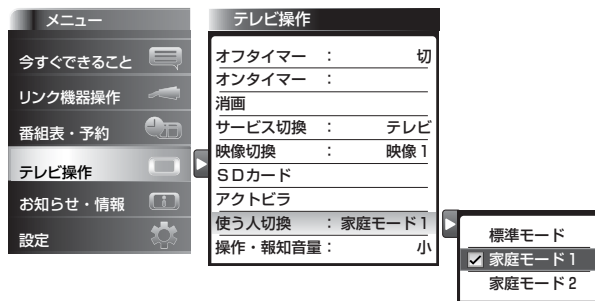 メニュー
今すぐできること
リンク機器操作
番組表・予約
テレビ操作
お知らせ・情報
設定
テレビ操作
オフタイマー : 切
オンタイマー :
消画
サービス切換 : テレビ
映像切換 : 映像1
SDカード
アクトビラ
使う人切換 : 家庭モード1
操作・報知音量 : 小
標準モード
家庭モード1
家庭モード2